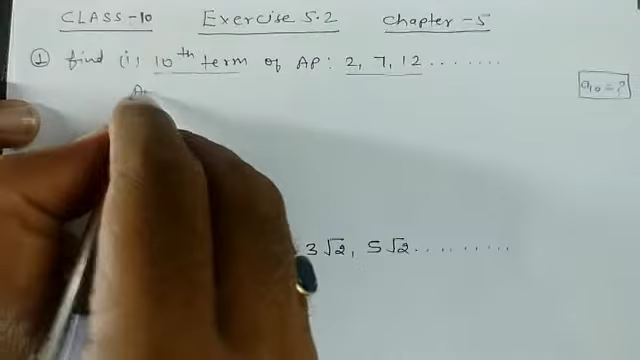 CLASS-10 Exercise 5.2 Chapter-5
① find (i) 10th term of AP: 2, 7, 12........
a₁₀ = ?
A
3√2, 5√2..........